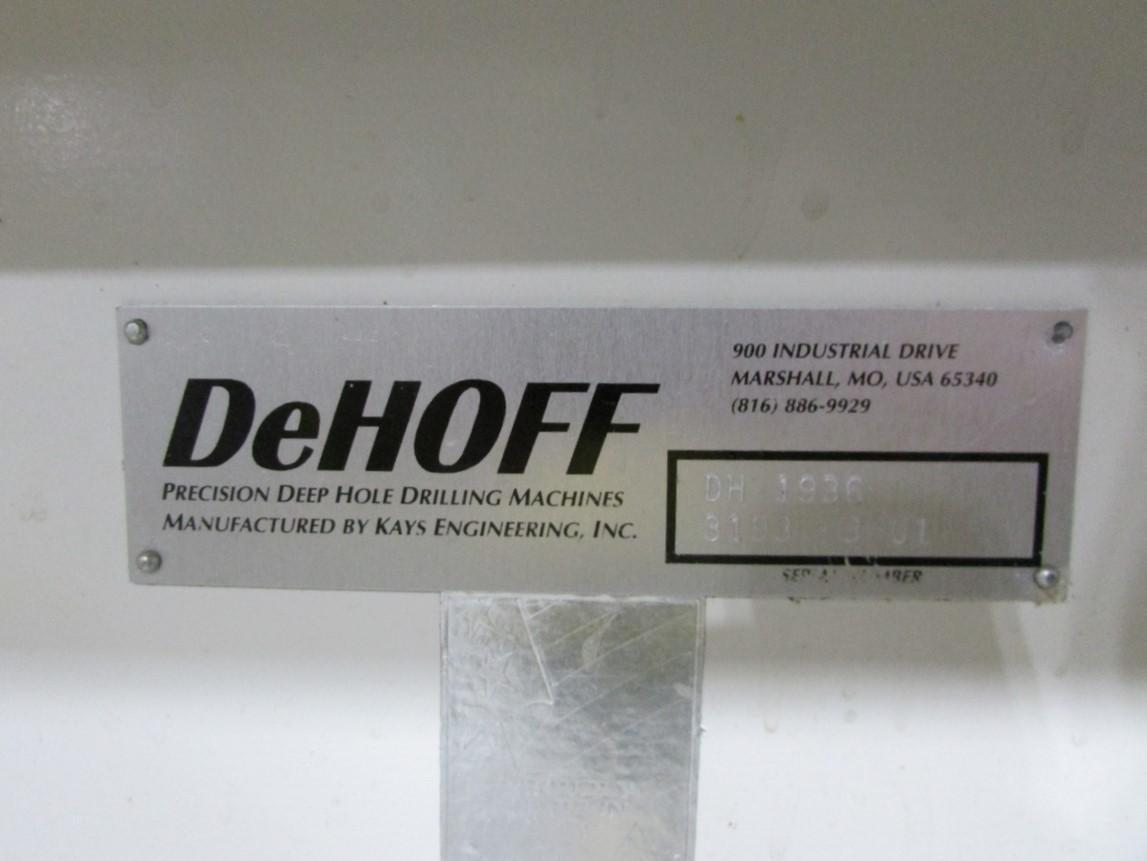 DeHOFF
PRECISION DEEP HOLE DRILLING MACHINES
MANUFACTURED BY KAYS ENGINEERING, INC.
900 INDUSTRIAL DRIVE
MARSHALL, MO, USA 65340
(816) 886-9929
DH 1936